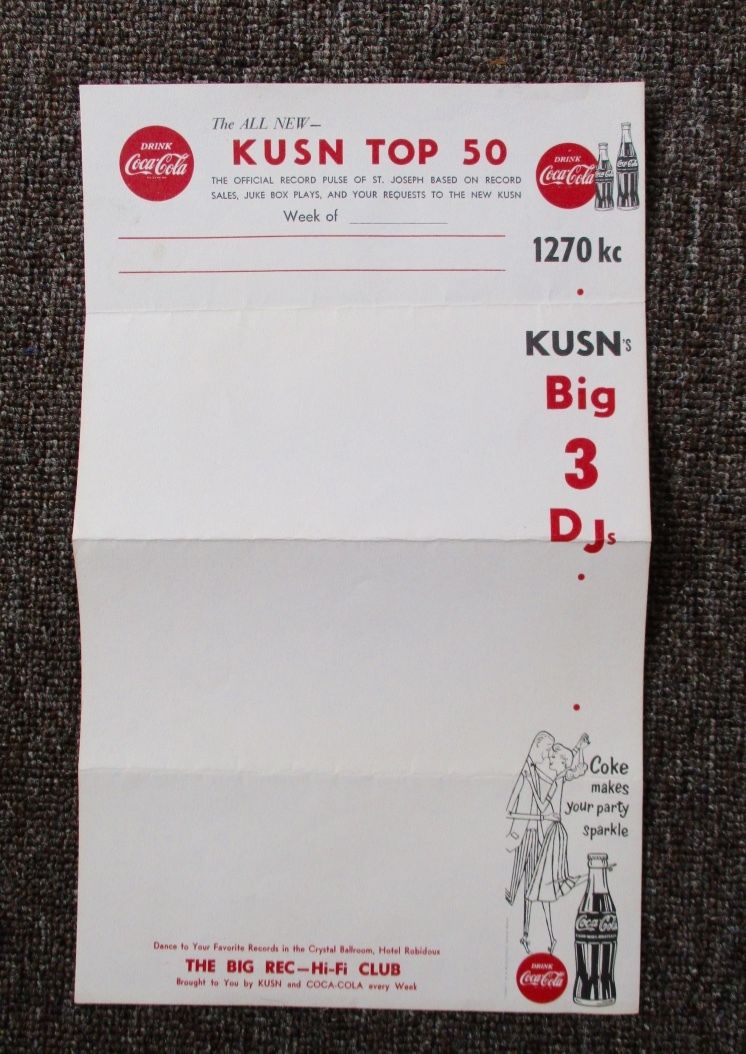 The ALL NEW—
KUSN TOP 50
THE OFFICIAL RECORD PULSE OF ST. JOSEPH BASED ON RECORD
SALES, JUKE BOX PLAYS, AND YOUR REQUESTS TO THE NEW KUSN
Week of
DRINK
Coca-Cola
DRINK
Coca-Cola
Coca-Cola
Coca-Cola
1270 kc
KUSN's
Big
3
DJs
Coke
makes
your party
sparkle
Coca-Cola
DRINK
Coca-Cola
Dance to Your Favorite Records in the Crystal Ballroom, Hotel Robidoux
THE BIG REC—Hi-Fi CLUB
Brought to You by KUSN and COCA-COLA every Week